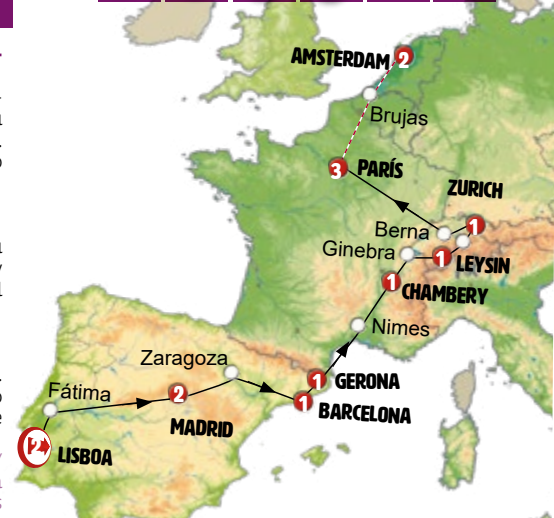 AMSTERDAM 2
Brujas
3 PARÍS
ZURICH
1
Berna
Ginebra
1 LEYSIN
1 CHAMBERY
Nimes
Zaragoza
1 GERONA
Fátima
2
1 BARCELONA
MADRID
2 LISBOA